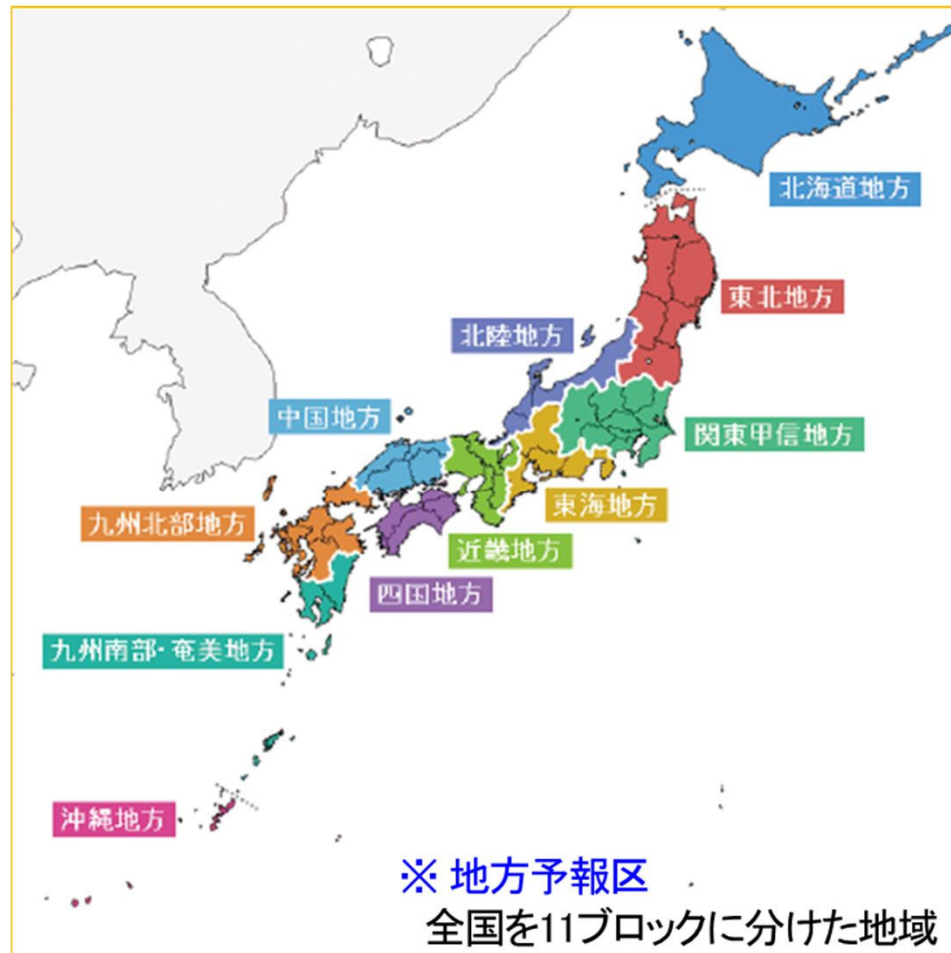 北海道地方
東北地方
北陸地方
中国地方
関東甲信地方
東海地方
九州北部地方
近畿地方
四国地方
九州南部・奄美地方
沖縄地方
※ 地方予報区
全国を11ブロックに分けた地域